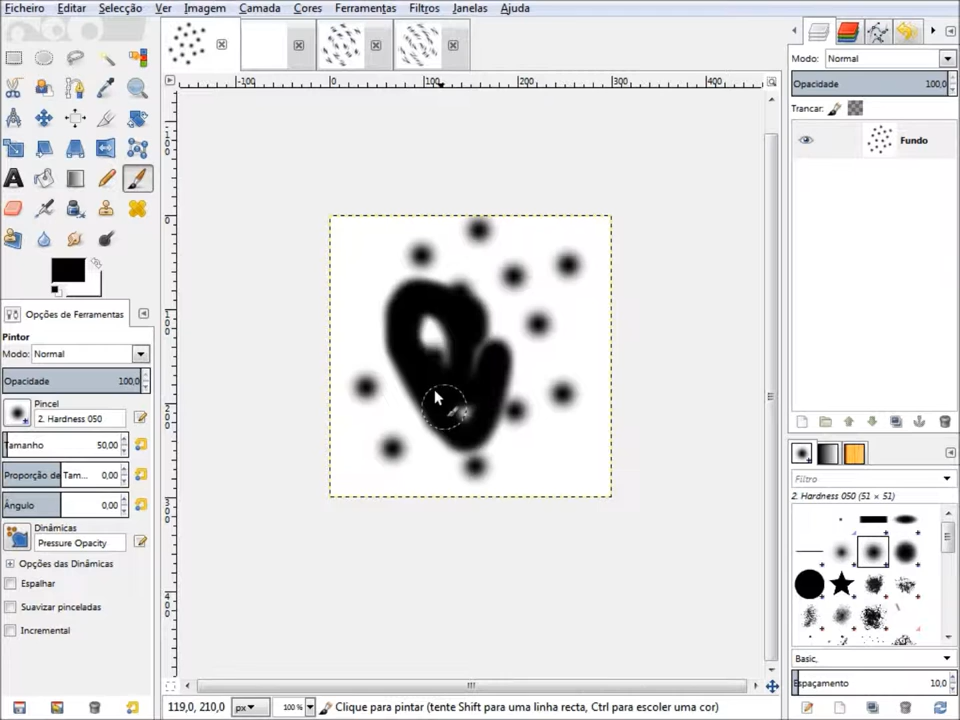 Ficheiro Editar Selecção Ver Imagem Camada Cores Ferramentas Filtros Janelas Ajuda
-100 0 100 200 300 400
Modo: Normal
Opacidade 100,0
Trancar:
Fundo
Opções de Ferramentas
Pintor
Modo: Normal
Opacidade 100,0
Pincel
2. Hardness 050
Tamanho 50,00
Proporção de Tam... 0,00
Ângulo 0,00
Dinâmicas
Pressure Opacity
Opções das Dinâmicas
Espalhar
Suavizar pinceladas
Incremental
Filtro
2. Hardness 050 (51 × 51)
Basic,
Espaçamento 10,0
119,0, 210,0 px 100 % Clique para pintar (tente Shift para uma linha recta, Ctrl para escoler uma cor)